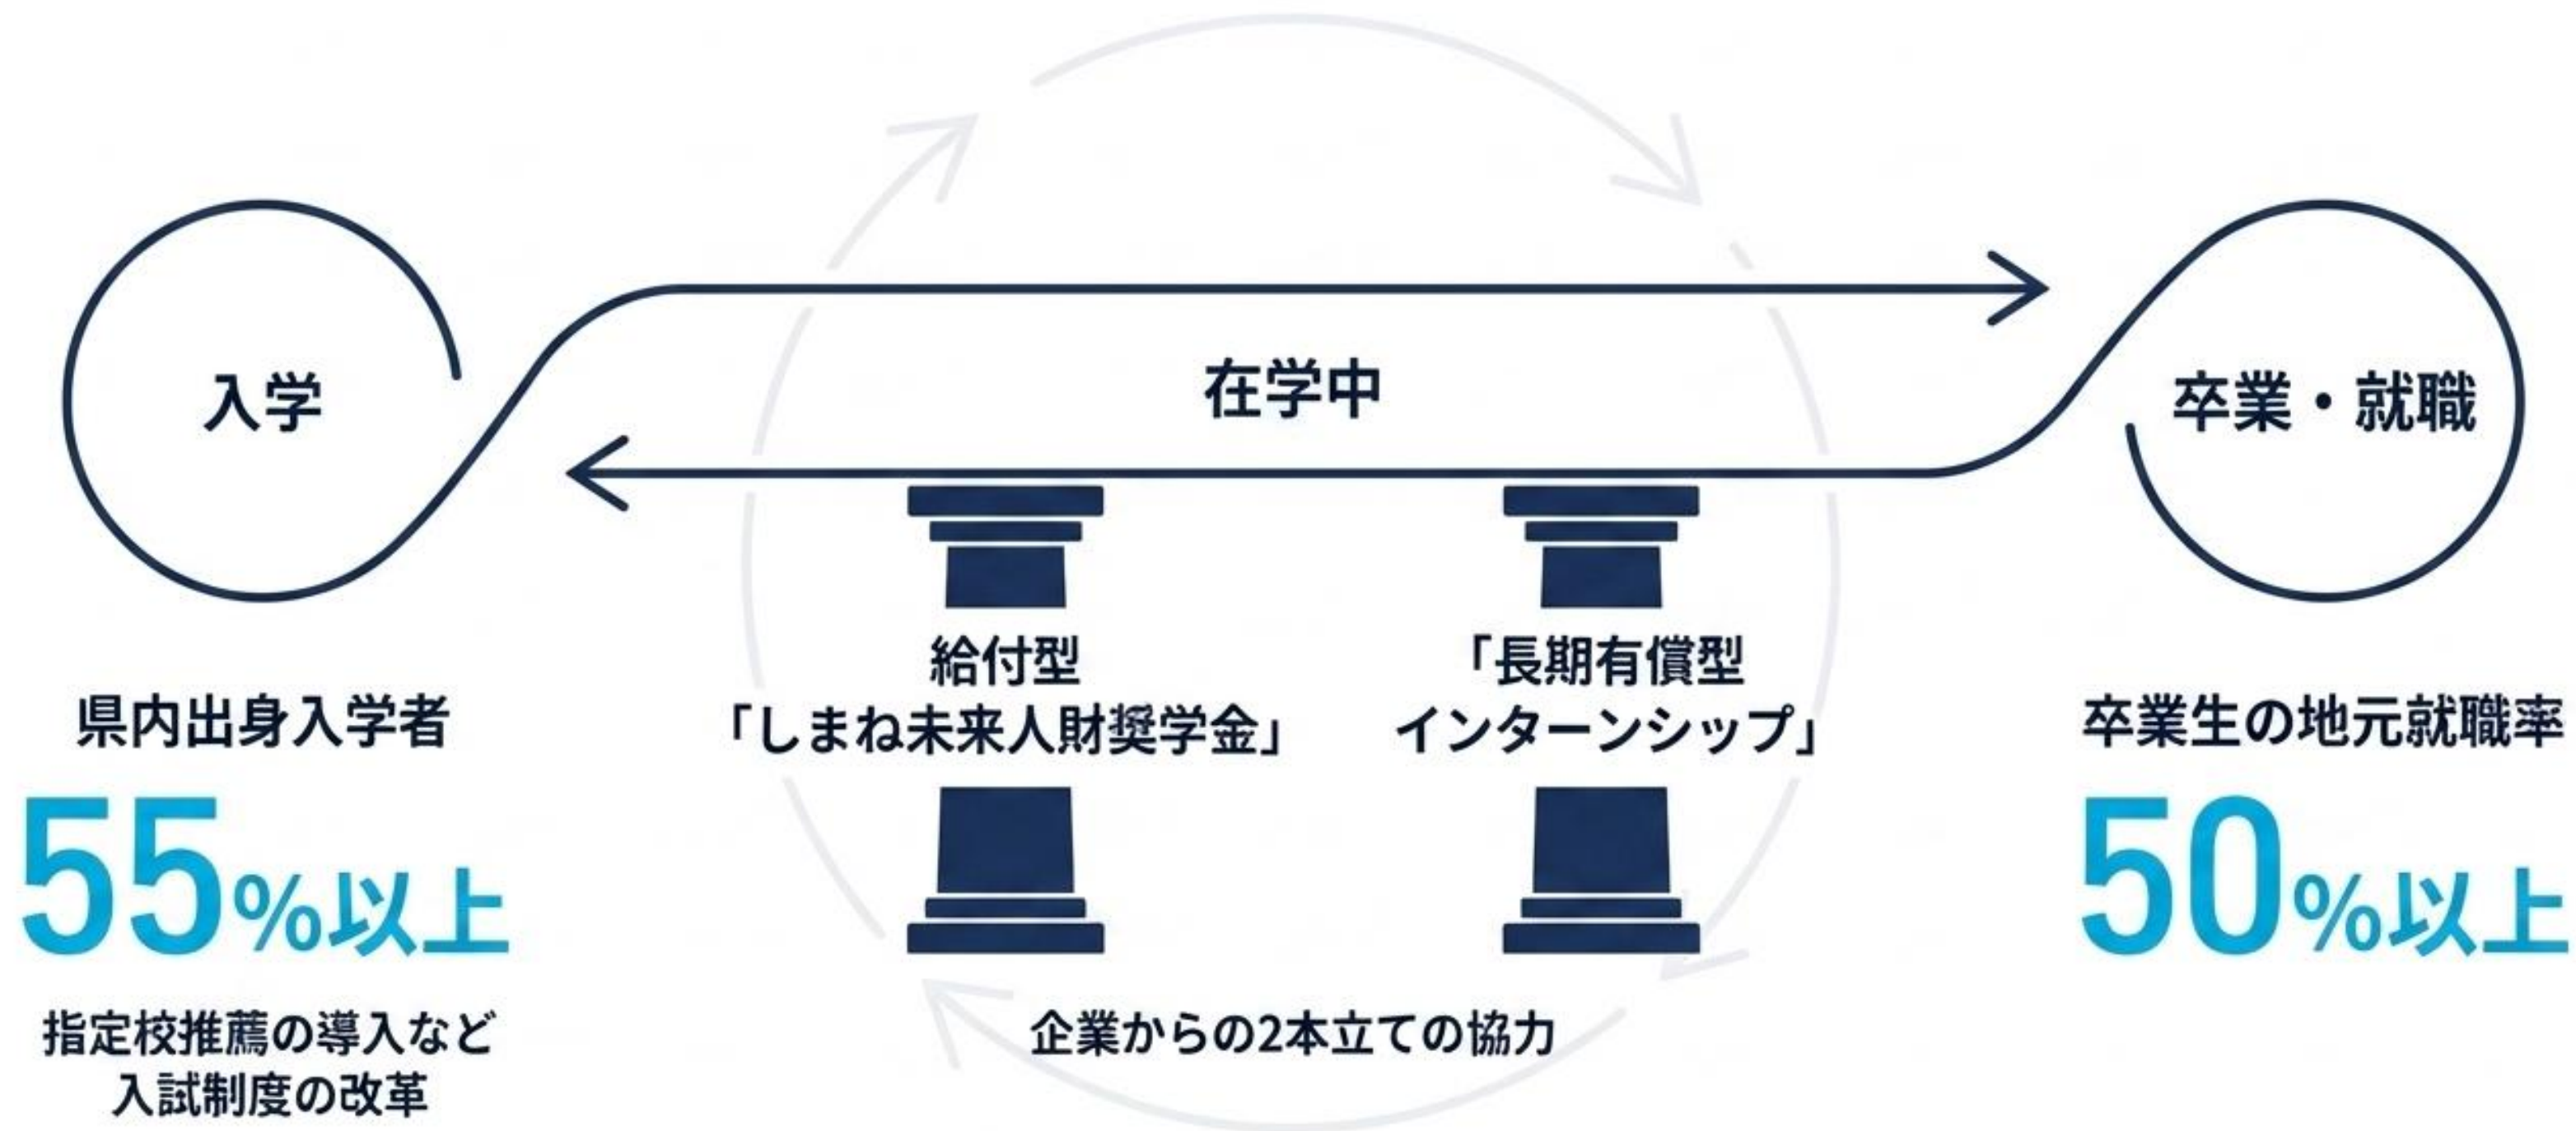 入学
在学中
卒業・就職
県内出身入学者
55%以上
指定校推薦の導入など
入試制度の改革
給付型
「しまね未来人財奨学金」
「長期有償型
インターンシップ」
企業からの2本立ての協力
卒業生の地元就職率
50%以上